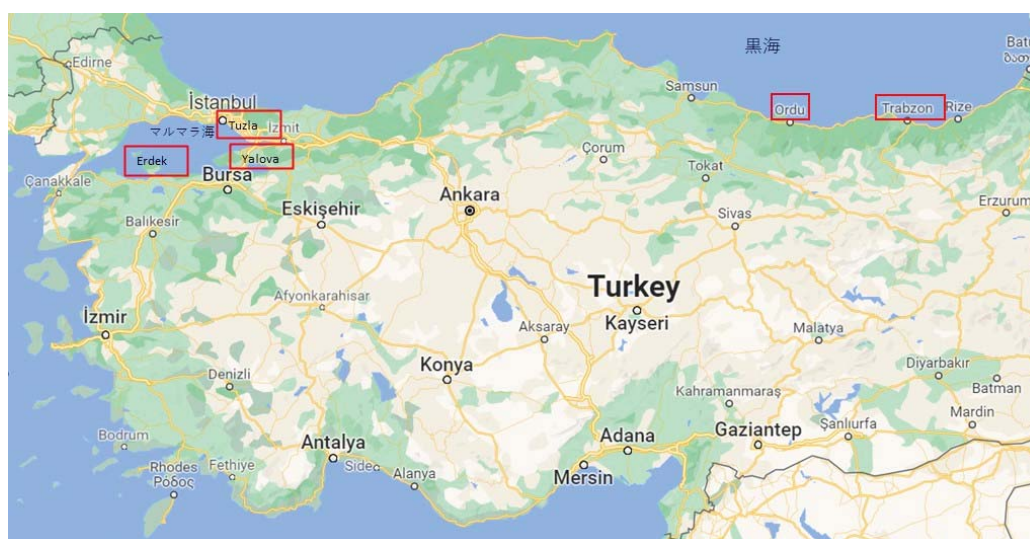 Edirne
İstanbul
Tuzla
マルマラ海
İzmit
Erdek
Yalova
Çanakkale
Bursa
Balıkesir
Eskişehir
Ankara
黒海
Samsun
Ordu
Trabzon
Rize
Çorum
Tokat
Sivas
Erzurum
Afyonkarahisar
İzmir
Turkey
Kayseri
Aksaray
Malatya
Konya
Denizli
Diyarbakır
Batman
Kahramanmaraş
Mardin
Bodrum
Antalya
Adana
Gaziantep
Şanlıurfa
Rhodes
Ρόδος
Fethiye
Side
Alanya
Mersin